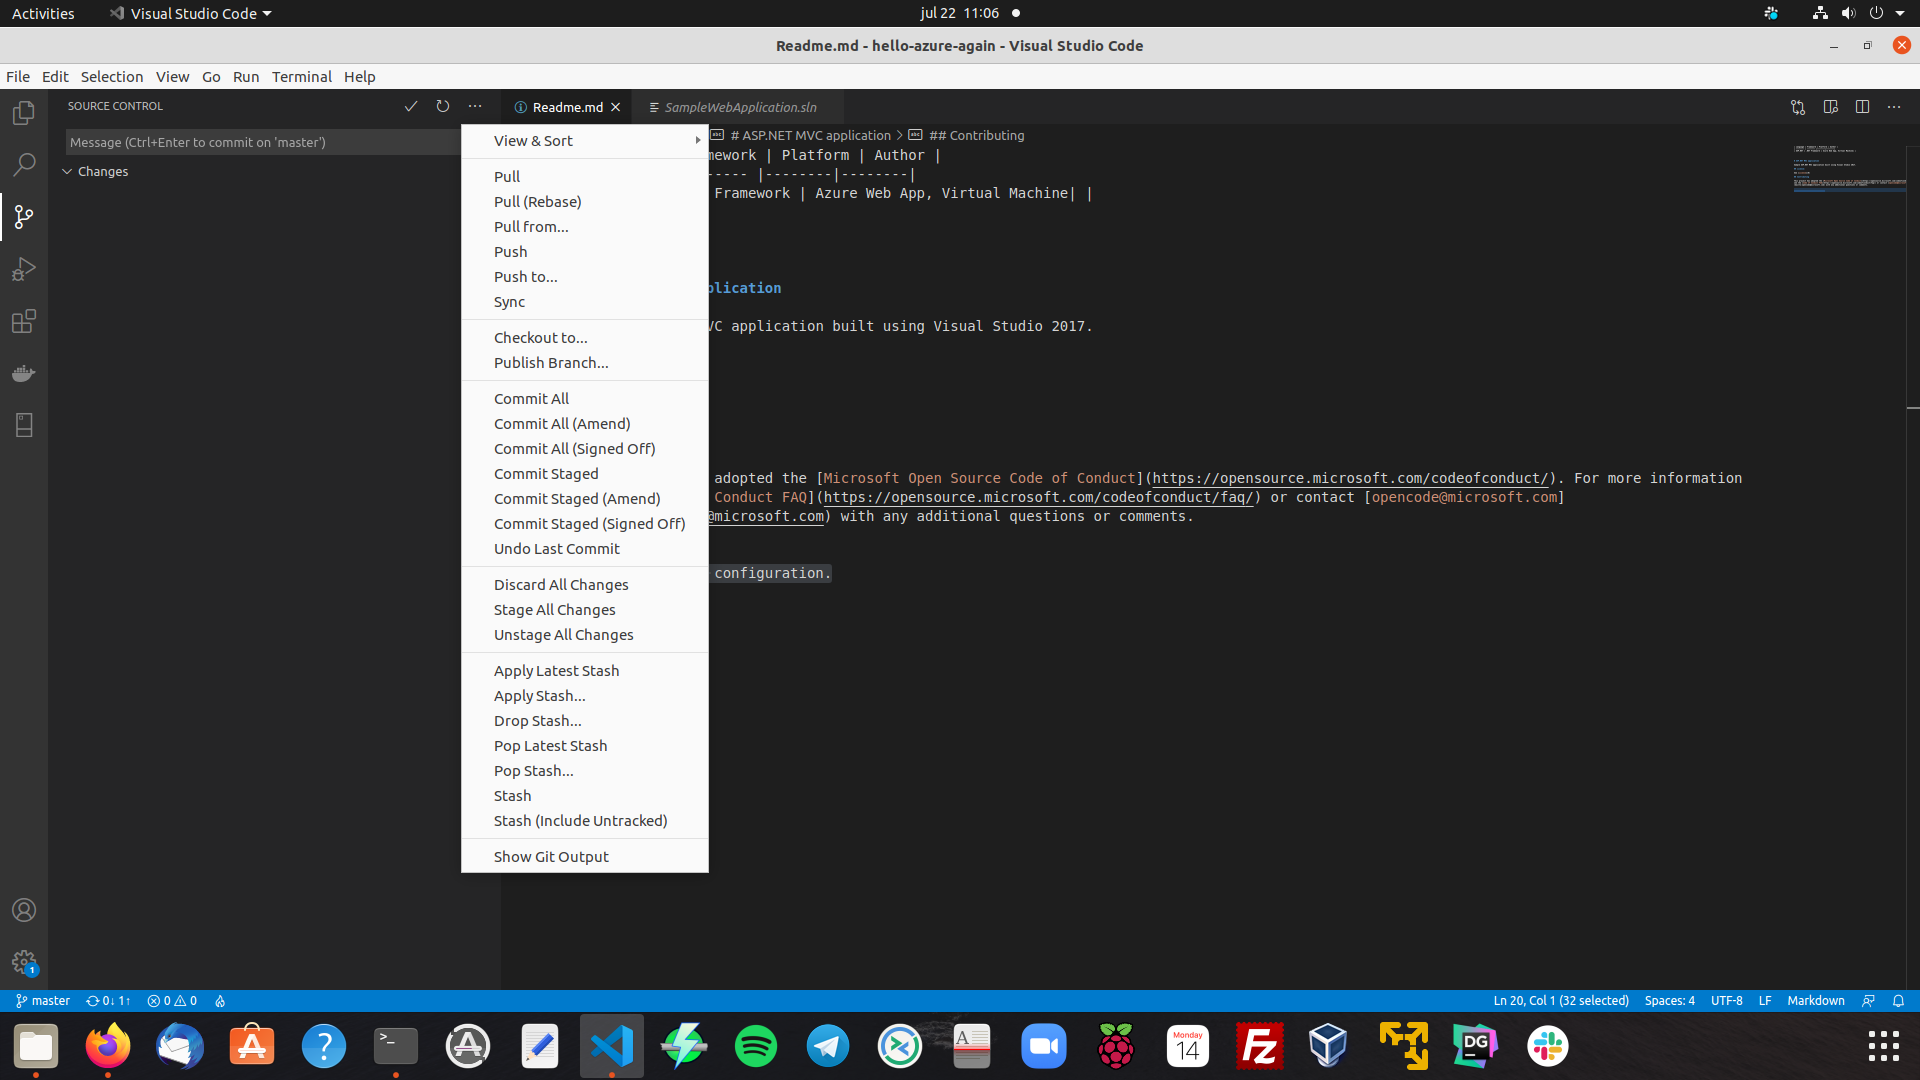 Activities
Visual Studio Code
jul 22 11:06
Readme.md - hello-azure-again - Visual Studio Code
File Edit Selection View Go Run Terminal Help
SOURCE CONTROL
Readme.md
SampleWebApplication.sln
Message (Ctrl+Enter to commit on 'master')
Changes
View & Sort
Pull
Pull (Rebase)
Pull from...
Push
Push to...
Sync
Checkout to...
Publish Branch...
Commit All
Commit All (Amend)
Commit All (Signed Off)
Commit Staged
Commit Staged (Amend)
Commit Staged (Signed Off)
Undo Last Commit
Discard All Changes
Stage All Changes
Unstage All Changes
Apply Latest Stash
Apply Stash...
Drop Stash...
Pop Latest Stash
Pop Stash...
Stash
Stash (Include Untracked)
Show Git Output
# ASP.NET MVC application > ## Contributing
mework | Platform | Author |
----- |--------|--------|
Framework | Azure Web App, Virtual Machine| |
plication
VC application built using Visual Studio 2017.
adopted the [Microsoft Open Source Code of Conduct](https://opensource.microsoft.com/codeofconduct/). For more information
Conduct FAQ](https://opensource.microsoft.com/codeofconduct/faq/) or contact [opencode@microsoft.com]
@microsoft.com) with any additional questions or comments.
configuration.
1
master 0↓ 1↑ 0 0
Ln 20, Col 1 (32 selected) Spaces: 4 UTF-8 LF Markdown
>_
?
A
Monday
14
Fz
DG